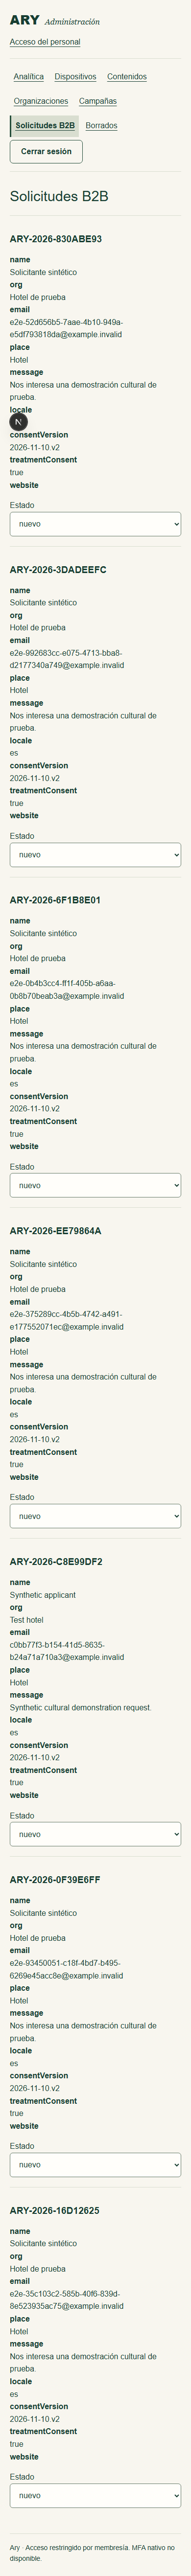 ARY Administración
Acceso del personal
Analítica Dispositivos Contenidos
Organizaciones Campañas
Solicitudes B2B Borrados
Cerrar sesión
Solicitudes B2B
ARY-2026-830ABE93
name
Solicitante sintético
org
Hotel de prueba
email
e2e-52d656b5-7aae-4b10-949a-
e5df793818da@example.invalid
place
Hotel
message
Nos interesa una demostración cultural de
prueba.
locale
N
consentVersion
2026-11-10.v2
treatmentConsent
true
website
Estado
nuevo
ARY-2026-3DADEEFC
name
Solicitante sintético
org
Hotel de prueba
email
e2e-992683cc-e075-4713-bba8-
d2177340a749@example.invalid
place
Hotel
message
Nos interesa una demostración cultural de
prueba.
locale
es
consentVersion
2026-11-10.v2
treatmentConsent
true
website
Estado
nuevo
ARY-2026-6F1B8E01
name
Solicitante sintético
org
Hotel de prueba
email
e2e-0b4b3cc4-ff1f-405b-a6aa-
0b8b70beab3a@example.invalid
place
Hotel
message
Nos interesa una demostración cultural de
prueba.
locale
es
consentVersion
2026-11-10.v2
treatmentConsent
true
website
Estado
nuevo
ARY-2026-EE79864A
name
Solicitante sintético
org
Hotel de prueba
email
e2e-375289cc-4b5b-4742-a491-
e177552071ec@example.invalid
place
Hotel
message
Nos interesa una demostración cultural de
prueba.
locale
es
consentVersion
2026-11-10.v2
treatmentConsent
true
website
Estado
nuevo
ARY-2026-C8E99DF2
name
Synthetic applicant
org
Test hotel
email
c0bb77f3-b154-41d5-8635-
b24a71a710a3@example.invalid
place
Hotel
message
Synthetic cultural demonstration request.
locale
es
consentVersion
2026-11-10.v2
treatmentConsent
true
website
Estado
nuevo
ARY-2026-0F39E6FF
name
Solicitante sintético
org
Hotel de prueba
email
e2e-93450051-c18f-4bd7-b495-
6269e45acc8e@example.invalid
place
Hotel
message
Nos interesa una demostración cultural de
prueba.
locale
es
consentVersion
2026-11-10.v2
treatmentConsent
true
website
Estado
nuevo
ARY-2026-16D12625
name
Solicitante sintético
org
Hotel de prueba
email
e2e-35c103c2-585b-40f6-839d-
8e523935ac75@example.invalid
place
Hotel
message
Nos interesa una demostración cultural de
prueba.
locale
es
consentVersion
2026-11-10.v2
treatmentConsent
true
website
Estado
nuevo
Ary · Acceso restringido por membresía. MFA nativo no
disponible.